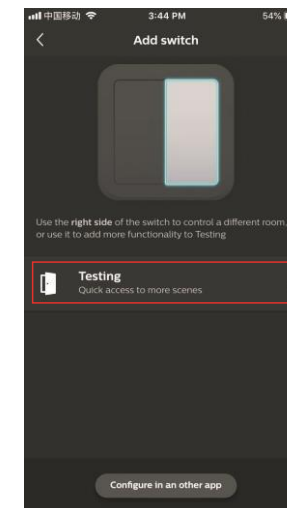 中国移动 3:44 PM 54%
Add switch
Use the right side of the switch to control a different room,
or use it to add more functionality to Testing
Testing
Quick access to more scenes
Configure in an other app